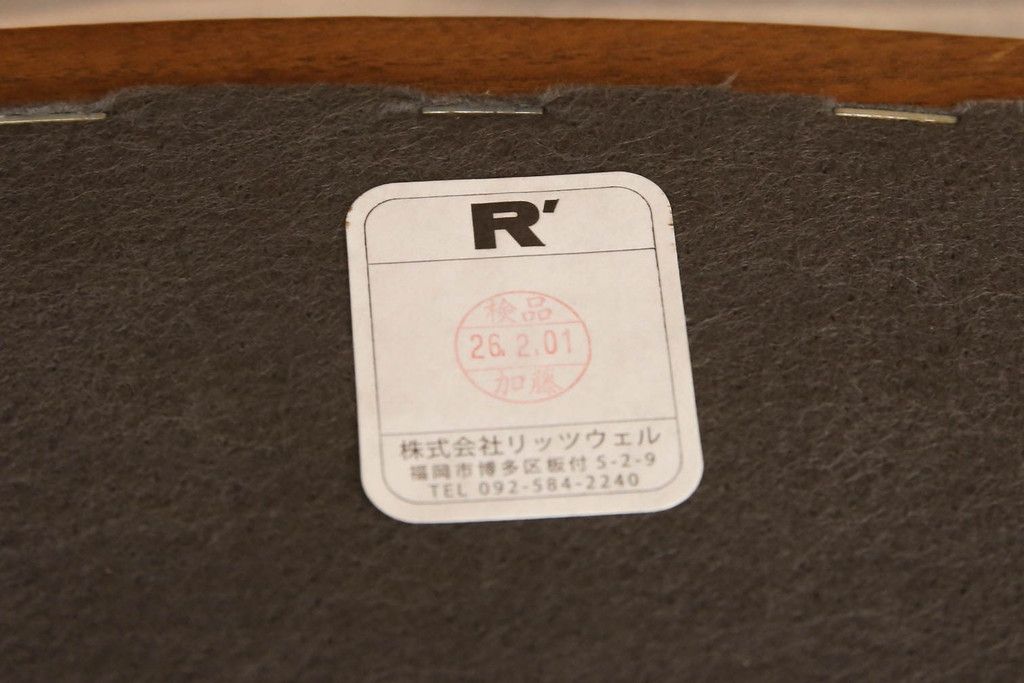 R'
検品
26.2.01
加藤
株式会社リッツウェル
福岡市博多区板付 5-2-9
TEL 092-584-2240